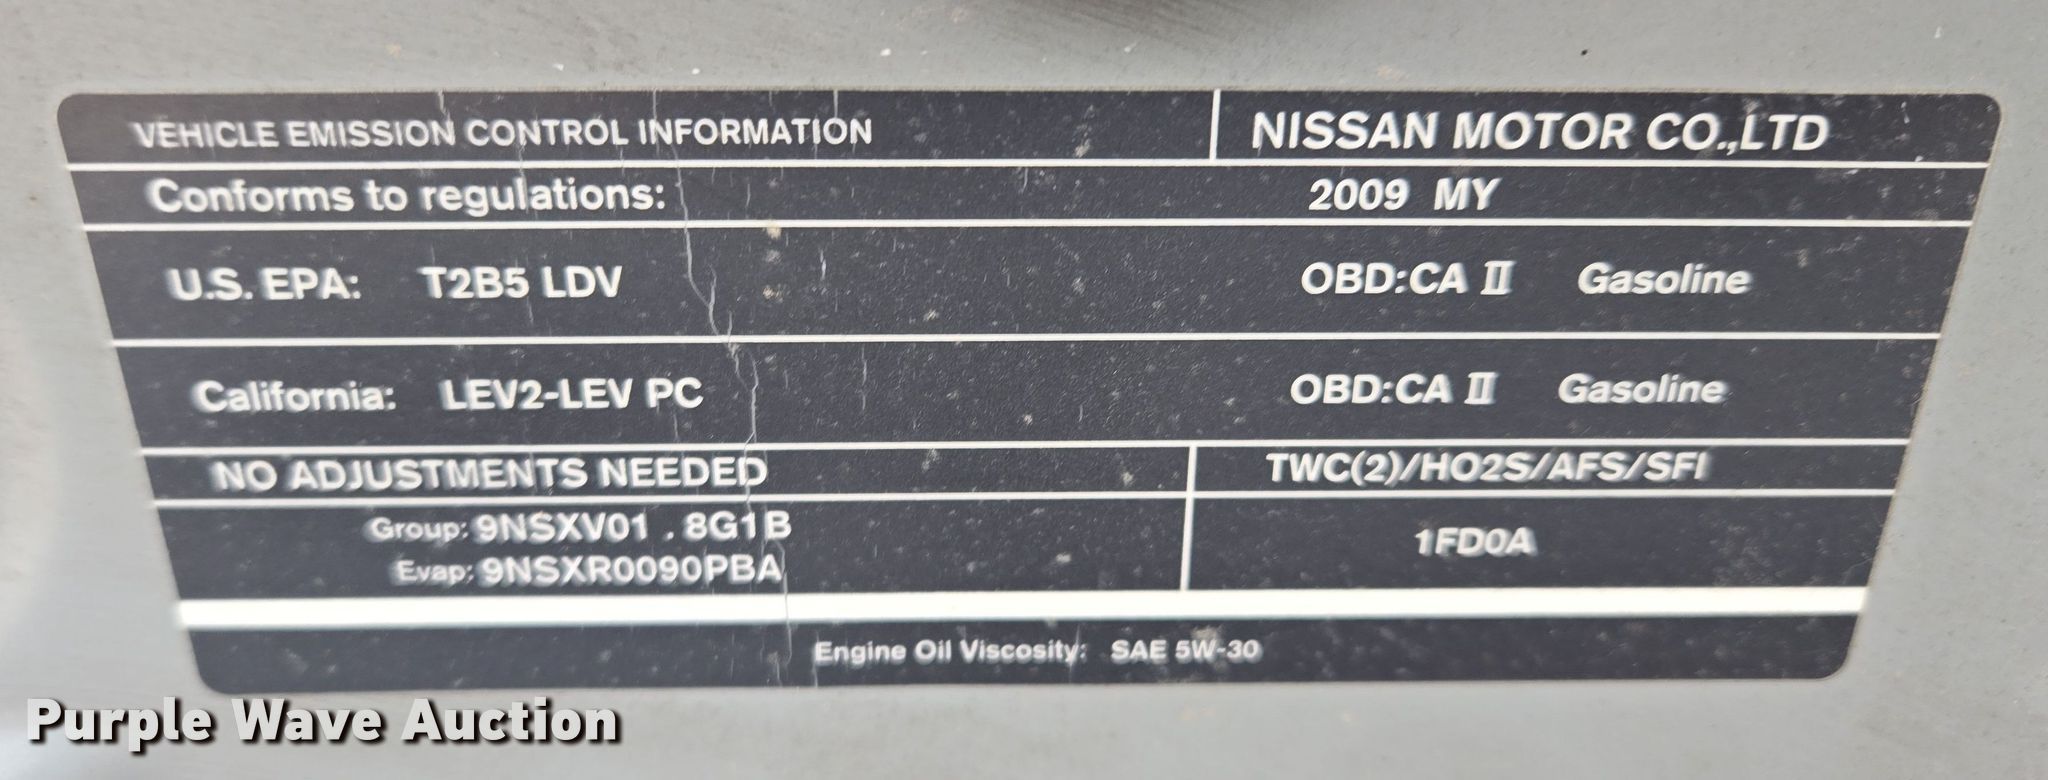 VEHICLE EMISSION CONTROL INFORMATION NISSAN MOTOR CO.,LTD
Conforms to regulations: 2009 MY
U.S. EPA: T2B5 LDV OBD:CA II Gasoline
California: LEV2-LEV PC OBD:CA II Gasoline
NO ADJUSTMENTS NEEDED TWC(2)/HO2S/AFS/SFI
Group: 9NSXV01 . 8G1B
Evap: 9NSXR0090PBA
1FD0A
Engine Oil Viscosity: SAE 5W-30
Purple Wave Auction